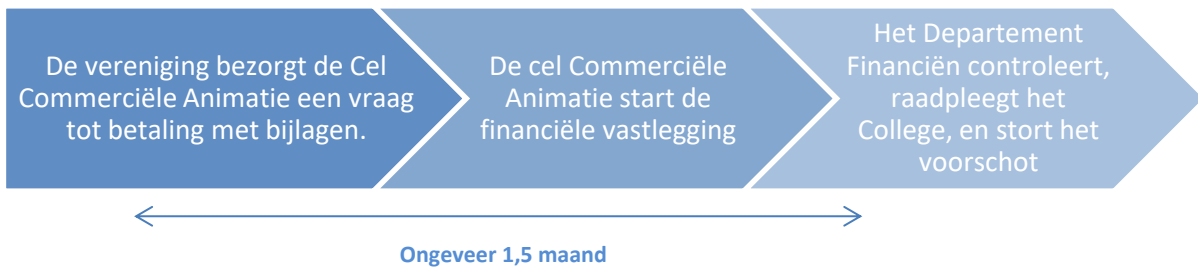 De vereniging bezorgt de Cel
Commerciële Animatie een vraag
tot betaling met bijlagen.
De cel Commerciële
Animatie start de
financiële vastlegging
Het Departement
Financiën controleert,
raadpleegt het
College, en stort het
voorschot
Ongeveer 1,5 maand